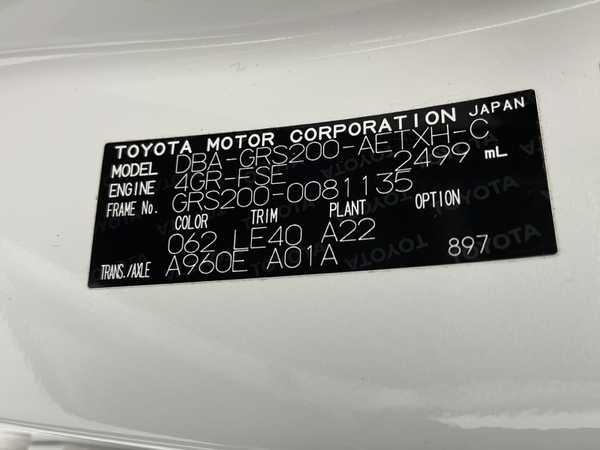 TOYOTA MOTOR CORPORATION JAPAN
MODEL DBA-GRS200-AETXH-C
ENGINE 4GR-FSE 2499 mL
FRAME No. GRS200-0081135
COLOR TRIM PLANT OPTION
062 LE40 A22
TRANS./AXLE A960E A01A 897